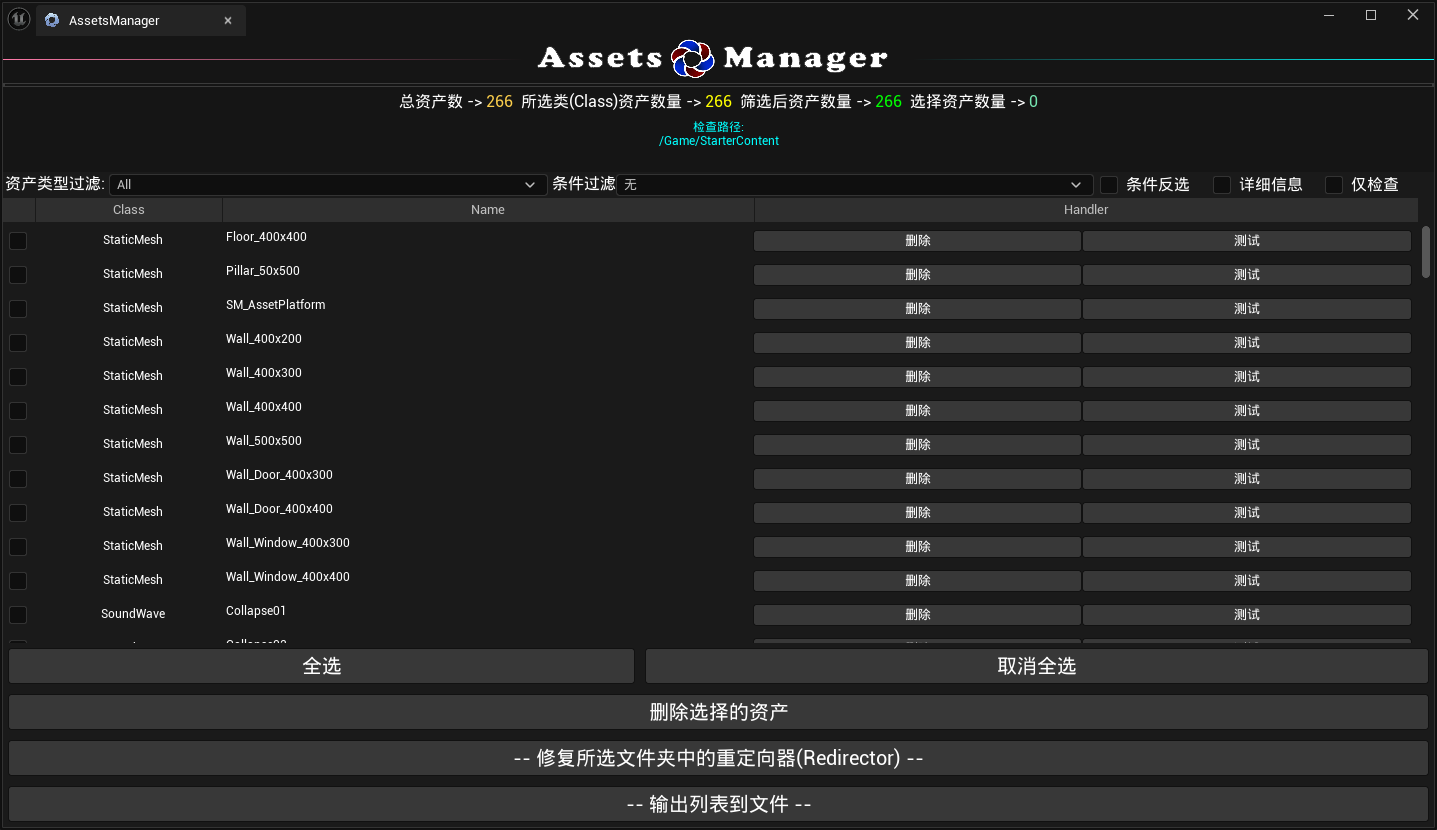 AssetsManager
Assets Manager
总资产数 -> 266 所选类(Class)资产数量 -> 266 筛选后资产数量 -> 266 选择资产数量 -> 0
检查路径:
/Game/StarterContent
资产类型过滤: All 条件过滤 无 条件反选 详细信息 仅检查
Class Name Handler
StaticMesh Floor_400x400 删除 测试
StaticMesh Pillar_50x500 删除 测试
StaticMesh SM_AssetPlatform 删除 测试
StaticMesh Wall_400x200 删除 测试
StaticMesh Wall_400x300 删除 测试
StaticMesh Wall_400x400 删除 测试
StaticMesh Wall_500x500 删除 测试
StaticMesh Wall_Door_400x300 删除 测试
StaticMesh Wall_Door_400x400 删除 测试
StaticMesh Wall_Window_400x300 删除 测试
StaticMesh Wall_Window_400x400 删除 测试
SoundWave Collapse01 删除 测试
全选 取消全选
删除选择的资产
-- 修复所选文件夹中的重定向器(Redirector) --
-- 输出列表到文件 --